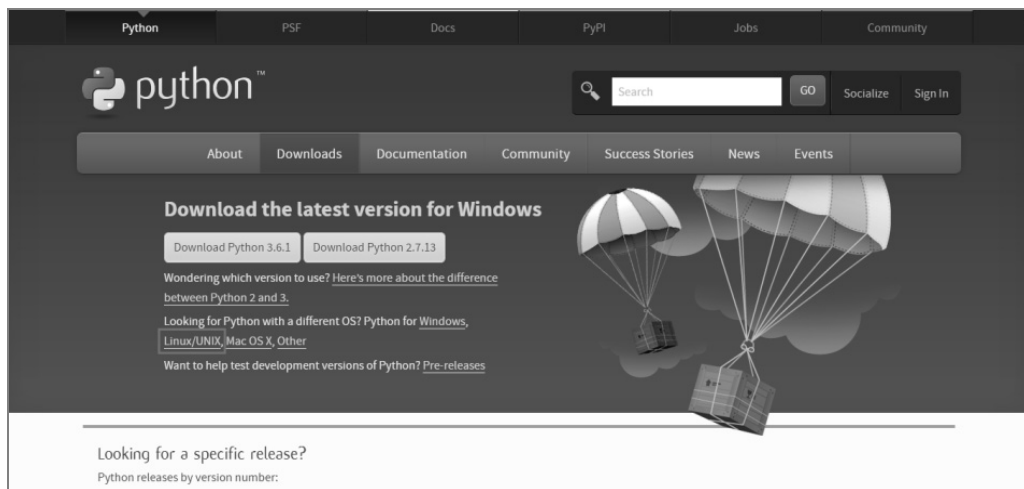 Python PSF Docs PyPI Jobs Community
python™
Search GO Socialize Sign In
About Downloads Documentation Community Success Stories News Events
Download the latest version for Windows
Download Python 3.6.1 Download Python 2.7.13
Wondering which version to use? Here's more about the difference
between Python 2 and 3.
Looking for Python with a different OS? Python for Windows,
Linux/UNIX, Mac OS X, Other
Want to help test development versions of Python? Pre-releases
Looking for a specific release?
Python releases by version number: